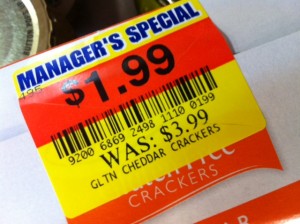 MANAGER'S SPECIAL
$1.99
9200 6869 2498 1110 0199
WAS: $3.99
GLTN CHEDDAR CRACKERS
CRACKERS